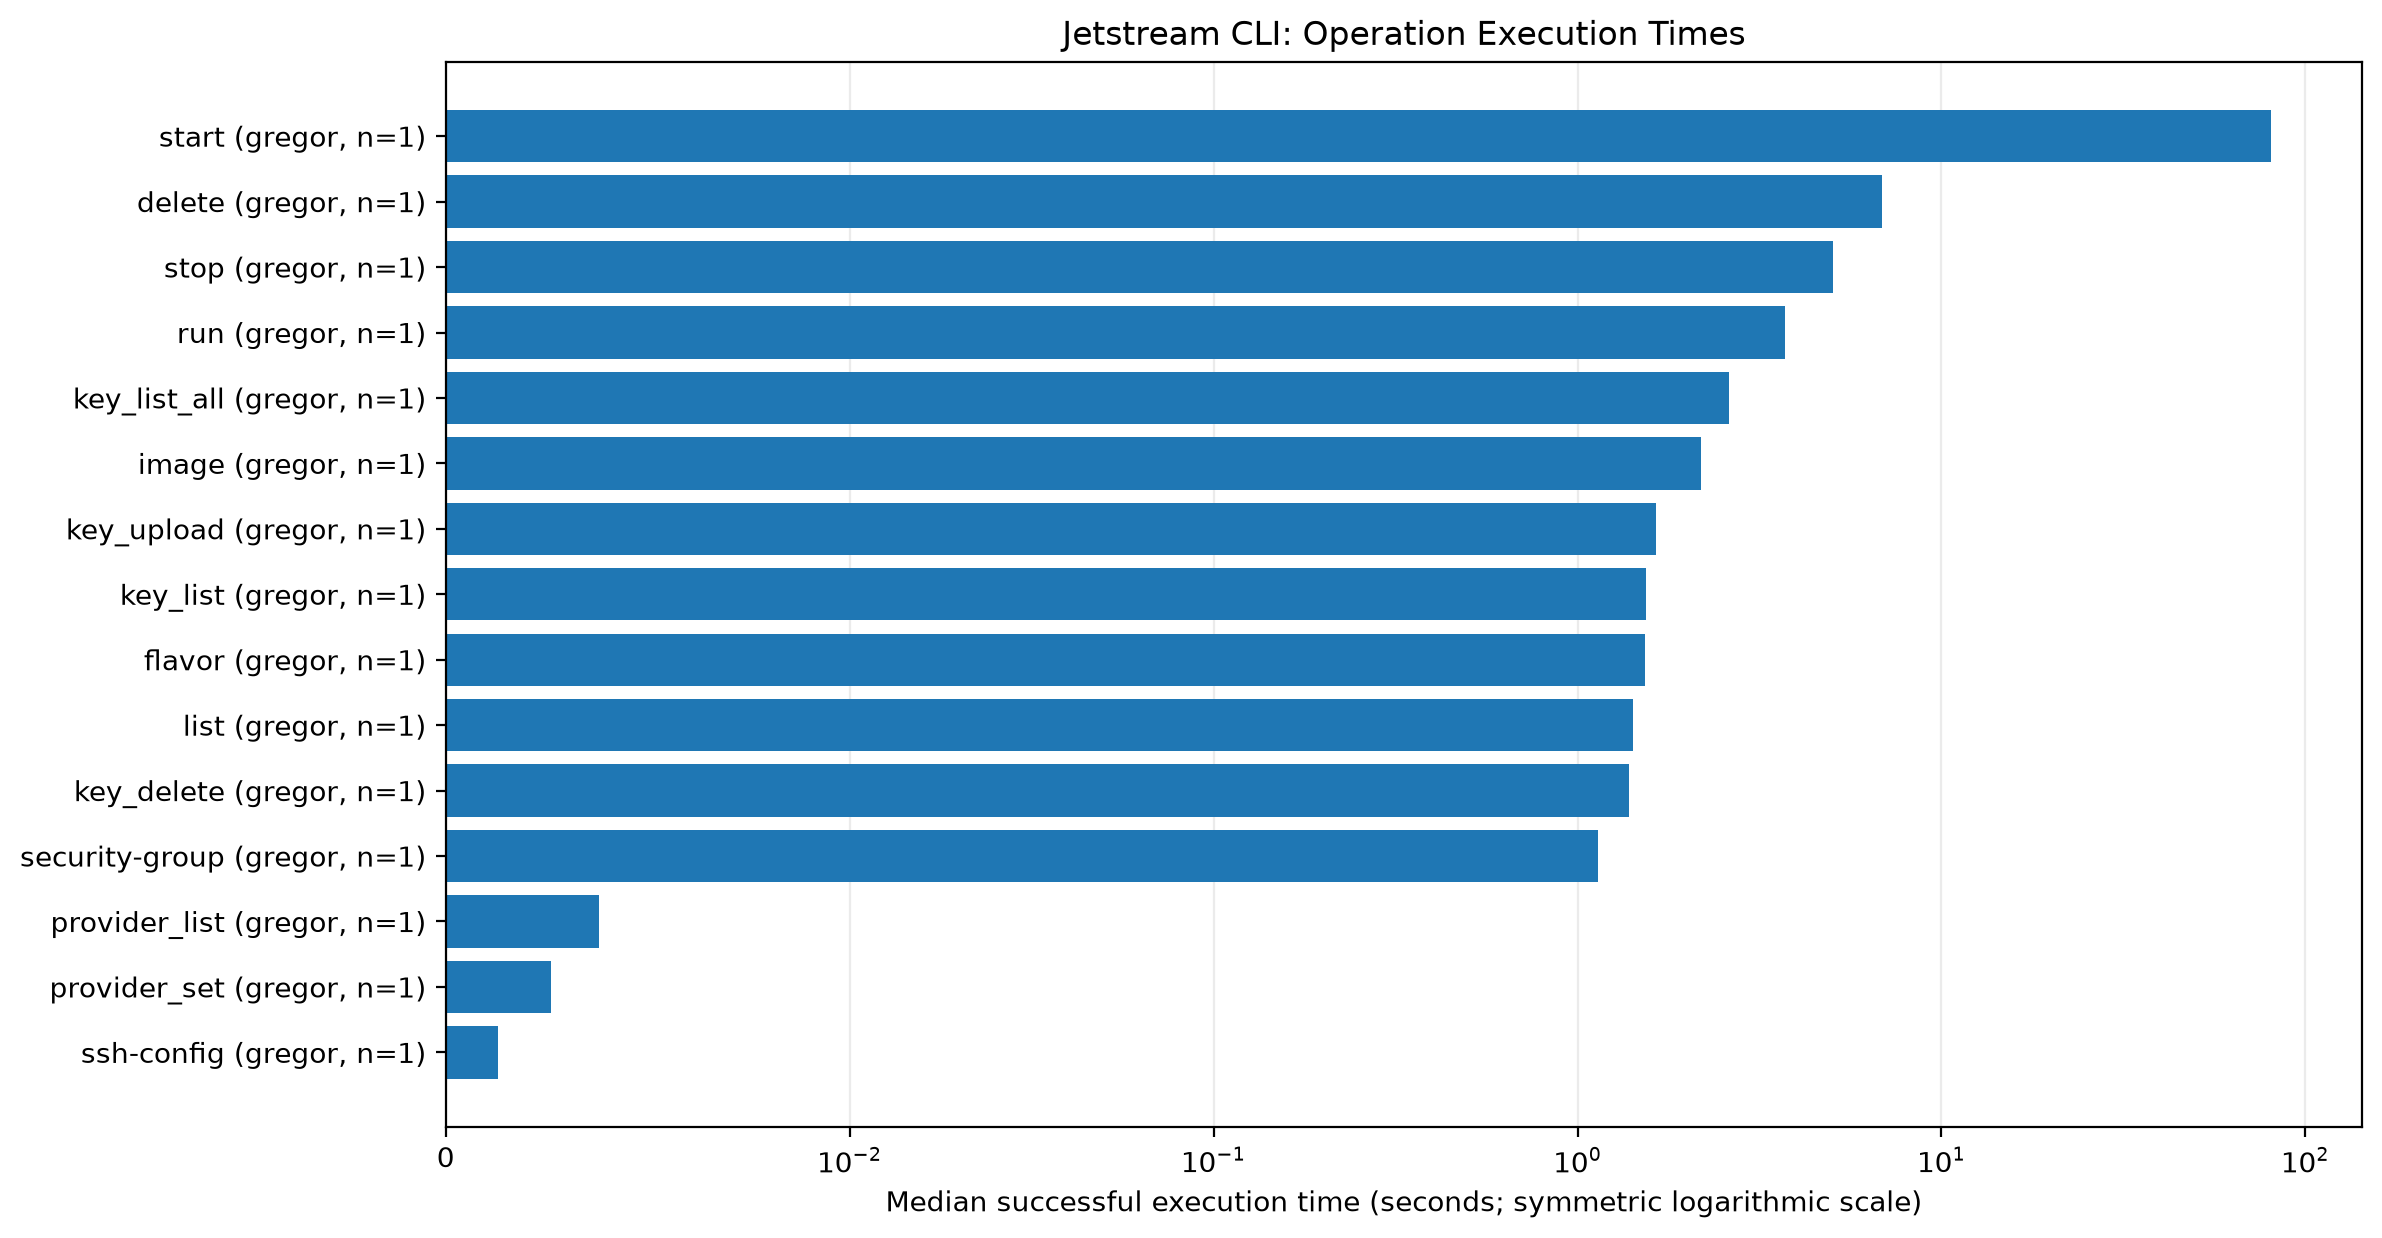 Jetstream CLI: Operation Execution Times
start (gregor, n=1)
delete (gregor, n=1)
stop (gregor, n=1)
run (gregor, n=1)
key_list_all (gregor, n=1)
image (gregor, n=1)
key_upload (gregor, n=1)
key_list (gregor, n=1)
flavor (gregor, n=1)
list (gregor, n=1)
key_delete (gregor, n=1)
security-group (gregor, n=1)
provider_list (gregor, n=1)
provider_set (gregor, n=1)
ssh-config (gregor, n=1)
0 10⁻² 10⁻¹ 10⁰ 10¹ 10²
Median successful execution time (seconds; symmetric logarithmic scale)